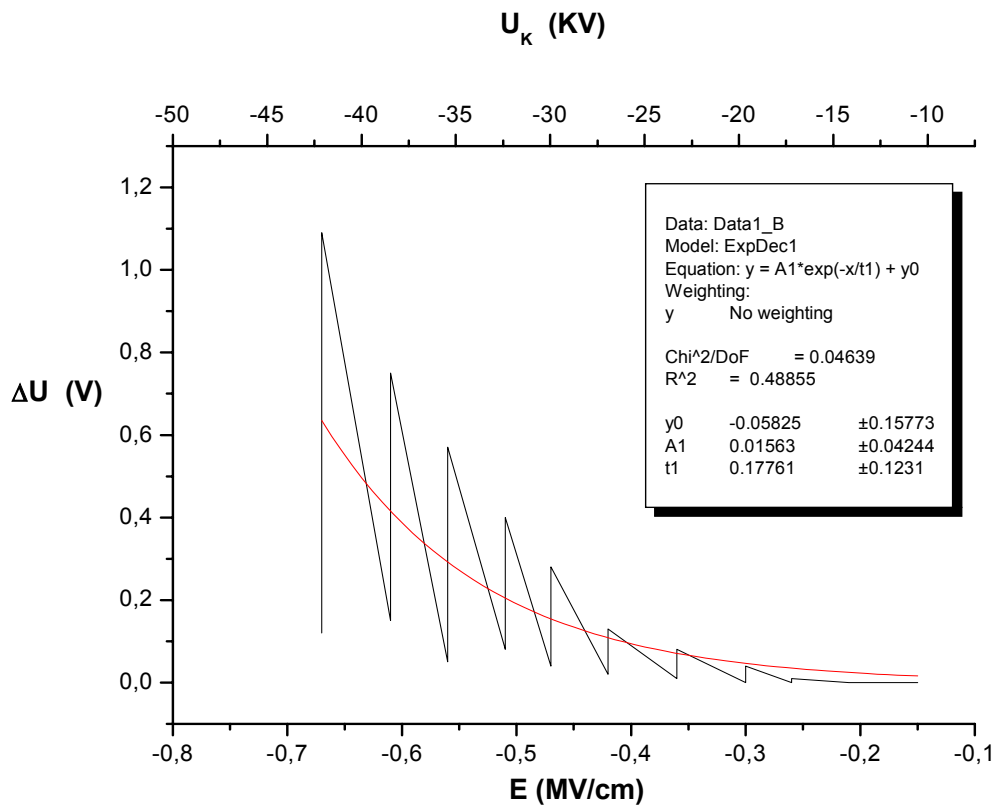 U_K (KV)
-50 -45 -40 -35 -30 -25 -20 -15 -10
1,2
1,0
0,8
0,6
0,4
0,2
0,0
ΔU (V)
Data: Data1_B
Model: ExpDec1
Equation: y = A1*exp(-x/t1) + y0
Weighting:
y No weighting
Chi^2/DoF = 0.04639
R^2 = 0.48855
y0 -0.05825 ±0.15773
A1 0.01563 ±0.04244
t1 0.17761 ±0.1231
-0,8 -0,7 -0,6 -0,5 -0,4 -0,3 -0,2 -0,1
E (MV/cm)